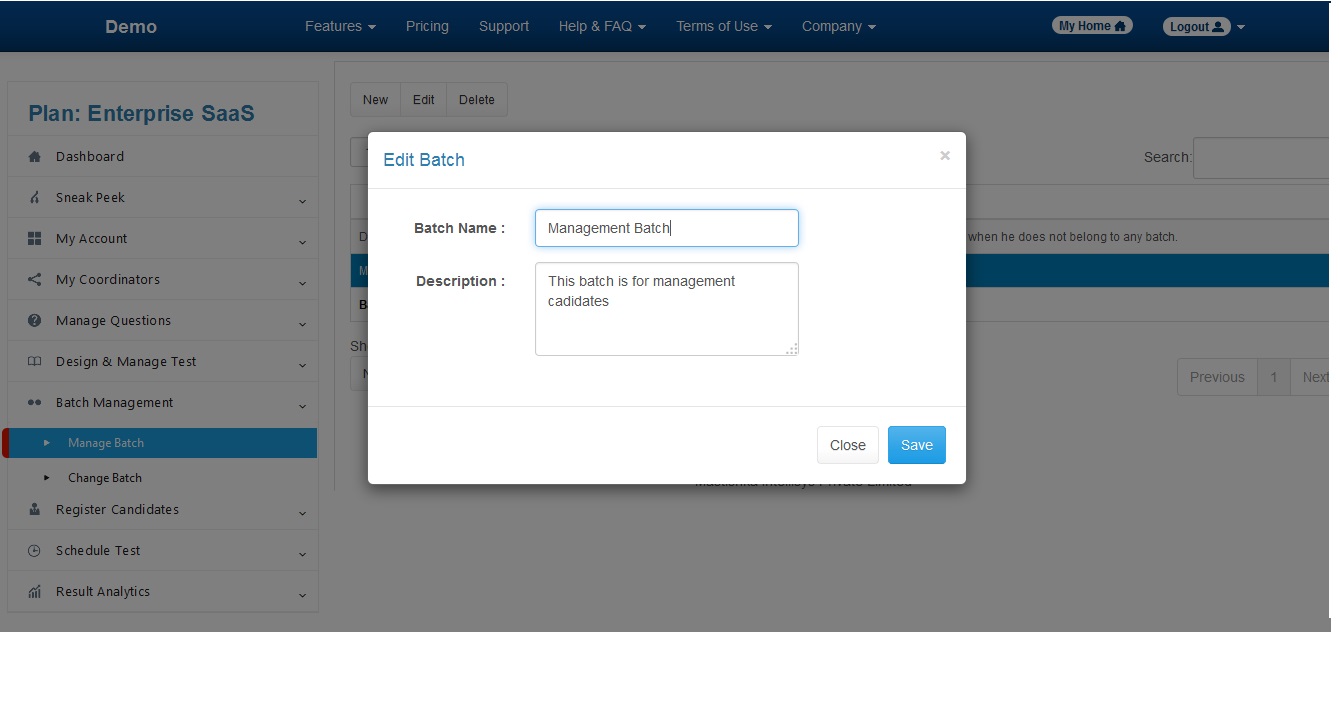 Demo
Features
Pricing
Support
Help & FAQ
Terms of Use
Company
My Home
Logout
Plan: Enterprise SaaS
Dashboard
Sneak Peek
My Account
My Coordinators
Manage Questions
Design & Manage Test
Batch Management
Manage Batch
Change Batch
Register Candidates
Schedule Test
Result Analytics
New
Edit
Delete
Search:
when he does not belong to any batch.
Previous
1
Next
Edit Batch
×
Batch Name :
Management Batch
Description :
This batch is for management
cadidates
Close
Save